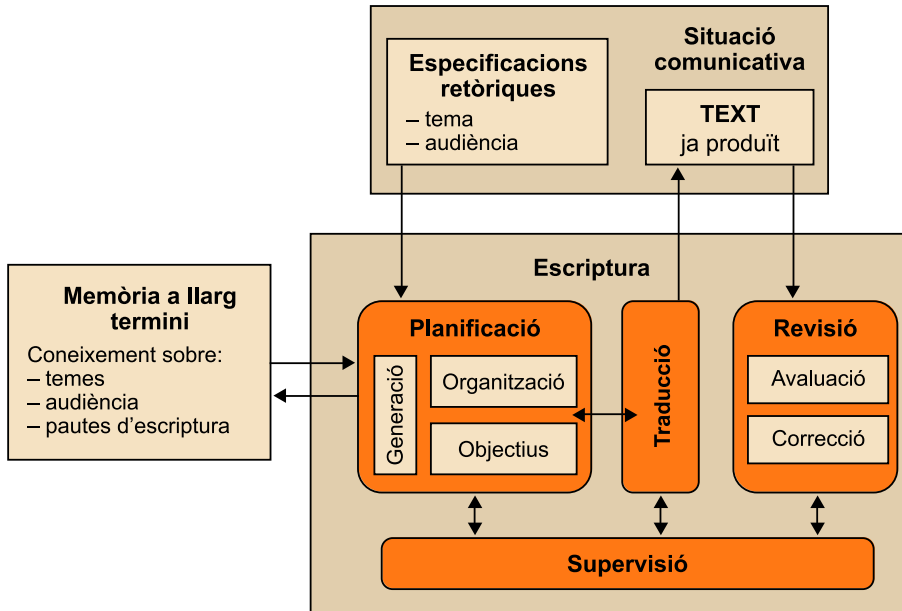 Especificacions
retòriques
– tema
– audiència
Situació
comunicativa
TEXT
ja produït
Memòria a llarg
termini
Coneixement sobre:
– temes
– audiència
– pautes d’escriptura
Escriptura
Planificació
Generació
Organització
Objectius
Traducció
Revisió
Avaluació
Correcció
Supervisió